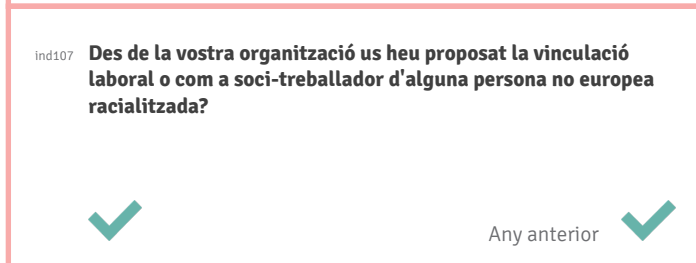 ind107 Des de la vostra organització us heu proposat la vinculació
laboral o com a soci-treballador d'alguna persona no europea
racialitzada?
Any anterior